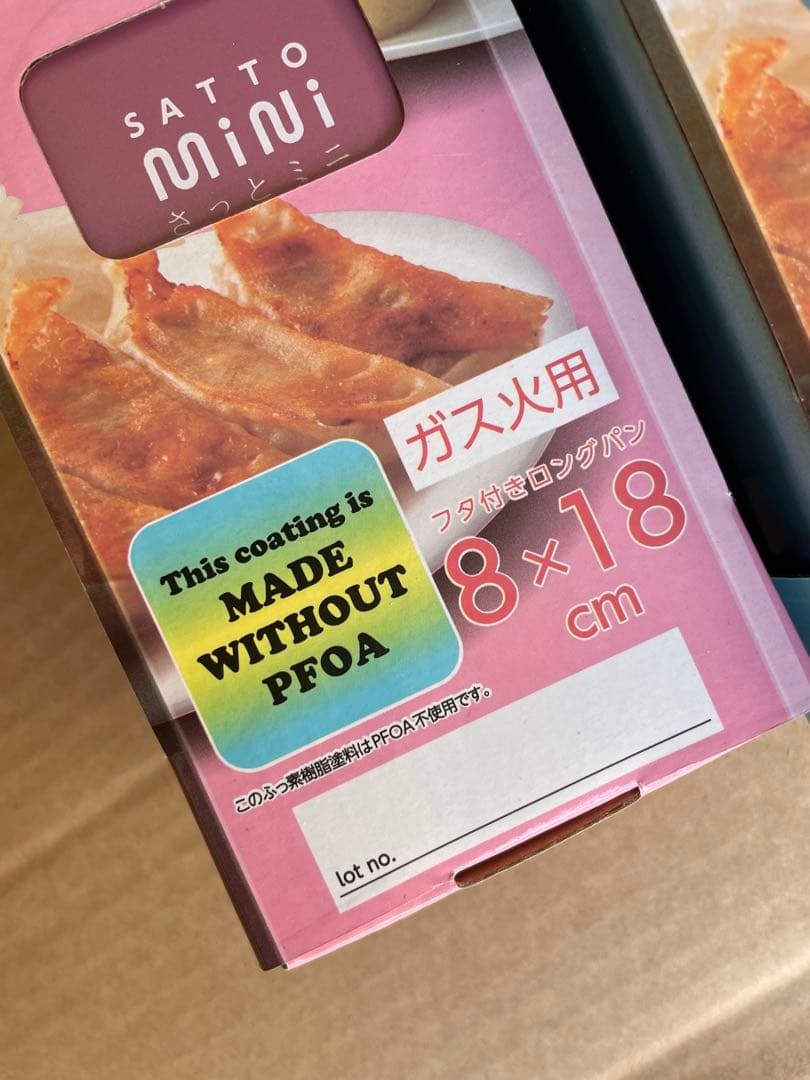 SATTO
MiNi
さっとミニ
ガス火用
フタ付きロングパン
8×18
cm
This coating is
MADE
WITHOUT
PFOA
このふっ素樹脂塗料はPFOA不使用です。
lot no.